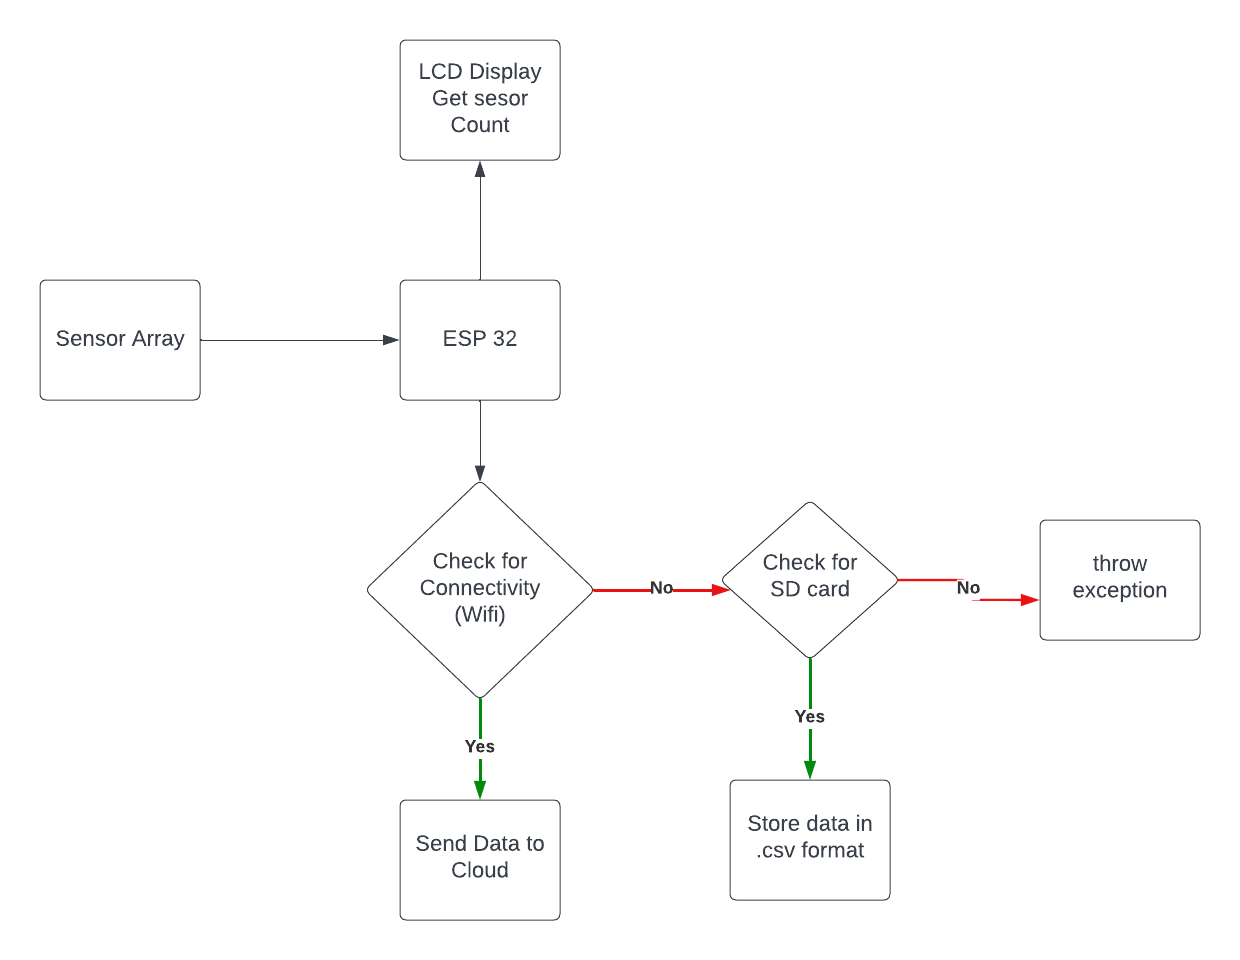 LCD Display
Get sesor
Count
Sensor Array
ESP 32
Check for
Connectivity
(Wifi)
No
Check for
SD card
No
throw
exception
Yes
Yes
Send Data to
Cloud
Store data in
.csv format